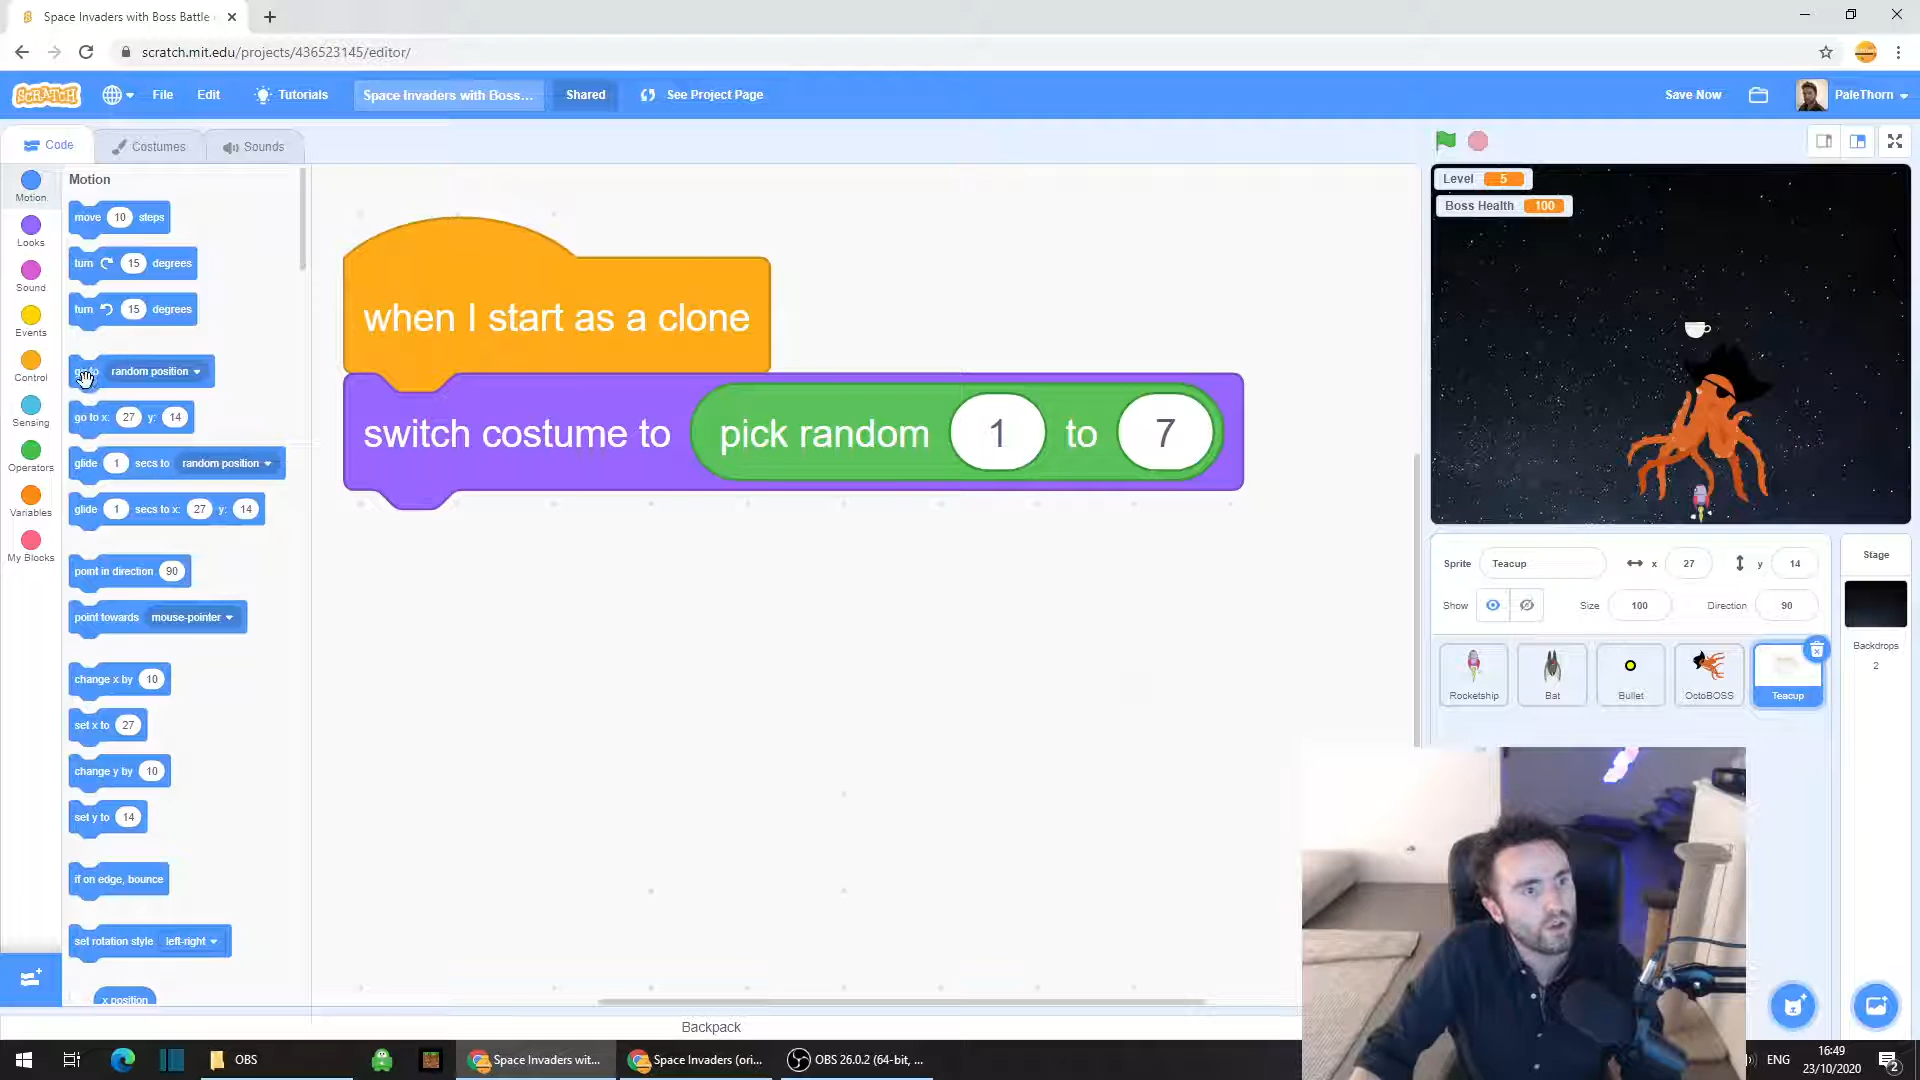 Space Invaders with Boss Battle
scratch.mit.edu/projects/436523145/editor/
SCRATCH
File
Edit
Tutorials
Space Invaders with Boss...
Shared
See Project Page
Save Now
PaleThorn
Code
Costumes
Sounds
Motion
Looks
Sound
Events
Control
Sensing
Operators
Variables
My Blocks
Motion
move 10 steps
turn 15 degrees
turn 15 degrees
random position
go to x: 27 y: 14
glide 1 secs to random position
glide 1 secs to x: 27 y: 14
point in direction 90
point towards mouse-pointer
change x by 10
set x to 27
change y by 10
set y to 14
if on edge, bounce
set rotation style left-right
x position
when I start as a clone
switch costume to pick random 1 to 7
Backpack
Level 5
Boss Health 100
Sprite Teacup x 27 y 14
Show Size 100 Direction 90
Rocketship
Bat
Bullet
OctoBOSS
Teacup
Stage
Backdrops
2
OBS
Space Invaders wit...
Space Invaders (ori...
OBS 26.0.2 (64-bit, ...
ENG
16:49
23/10/2020
2